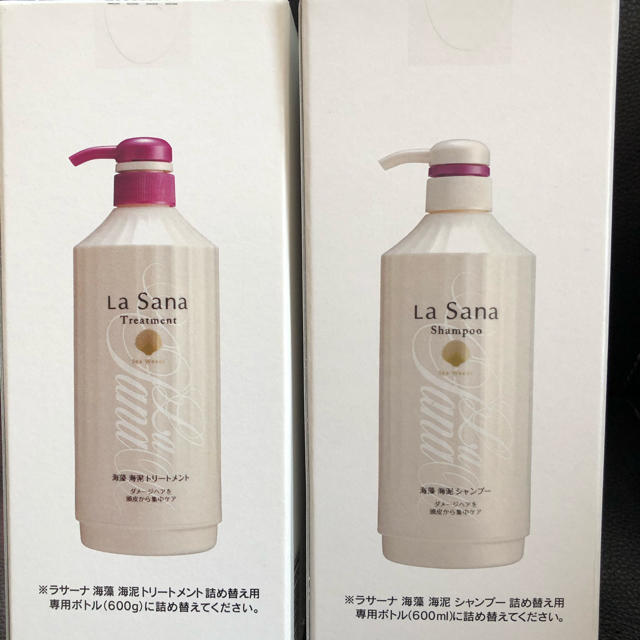 La Sana
Treatment
Sea Weeds
海藻 海泥トリートメント
ダメージヘアを
頭皮から集中ケア
※ラサーナ 海藻 海泥トリートメント 詰め替え用
専用ボトル(600g)に詰め替えてください。
La Sana
Shampoo
Sea Weeds
海藻 海泥 シャンプー
ダメージヘアを
頭皮から集中ケア
※ラサーナ 海藻 海泥 シャンプー 詰め替え用
専用ボトル(600ml)に詰め替えてください。